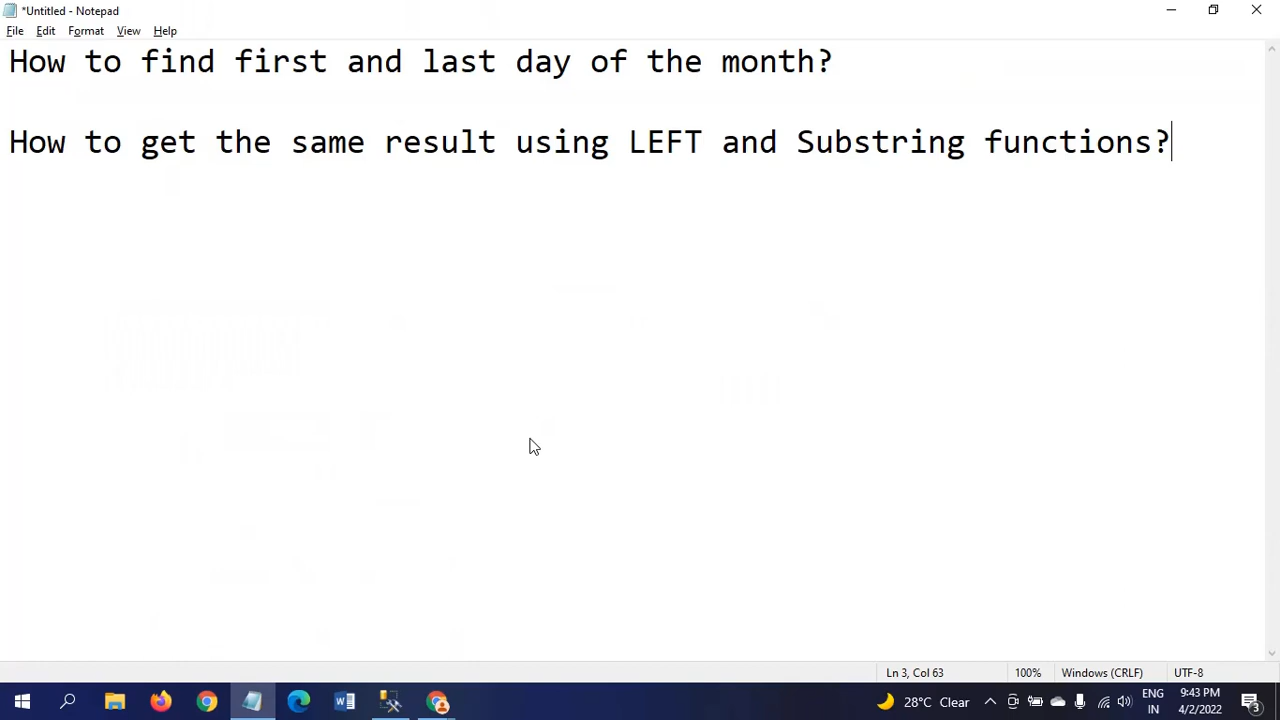 *Untitled - Notepad
File Edit Format View Help
How to find first and last day of the month?
How to get the same result using LEFT and Substring functions?
Ln 3, Col 63 100% Windows (CRLF) UTF-8
28°C Clear ENG IN 9:43 PM 4/2/2022 3